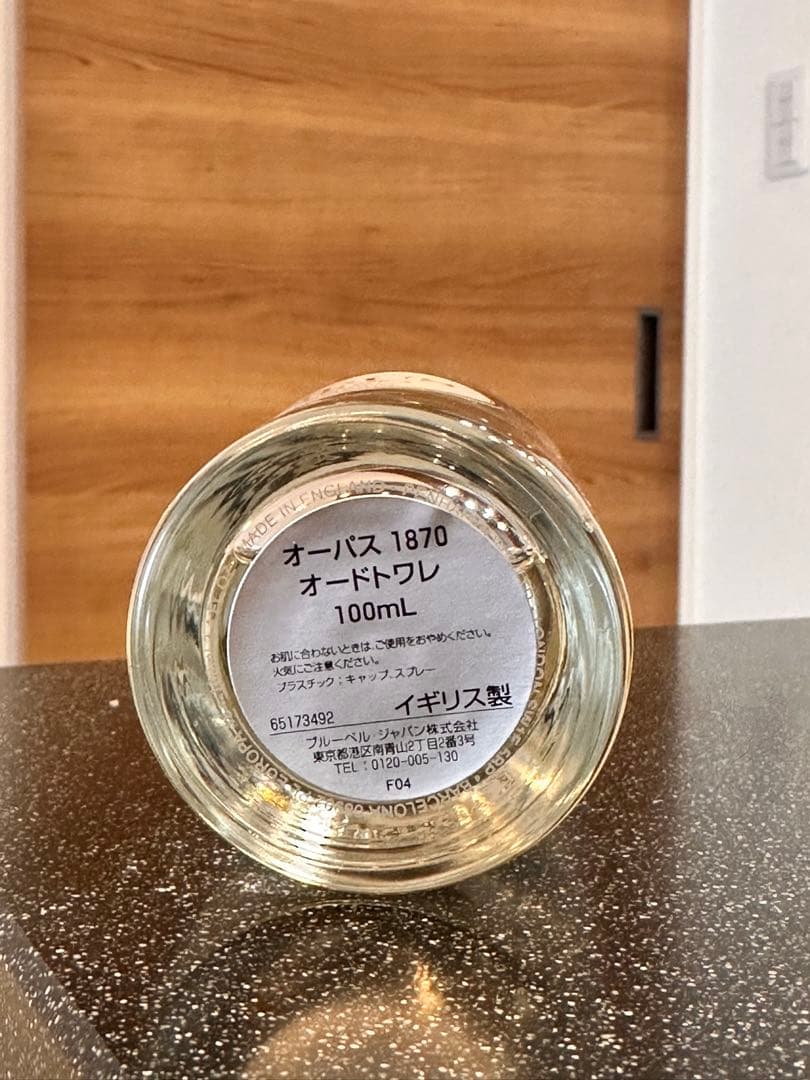 オーパス 1870
オードトワレ
100mL
お肌に合わないときは、ご使用をおやめください。
火気にご注意ください。
プラスチック：キャップ、スプレー
65173492 イギリス製
ブルーベル・ジャパン株式会社
東京都港区南青山2丁目2番3号
TEL：0120-005-130
F04
MADE IN ENGLAND •
LONDON
• BARCELONA